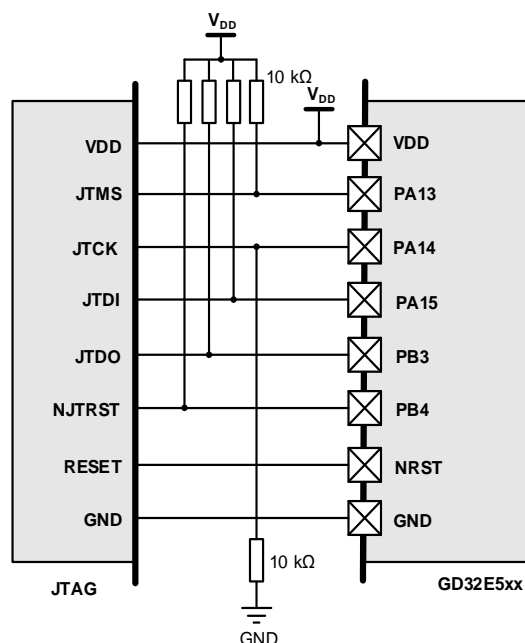 VDD
10 kΩ
VDD
VDD
VDD
JTMS
PA13
JTCK
PA14
JTDI
PA15
JTDO
PB3
NJTRST
PB4
RESET
NRST
GND
GND
10 kΩ
JTAG
GD32E5xx
GND